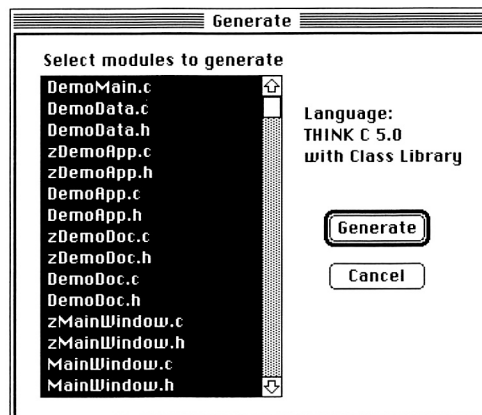 Generate
Select modules to generate
DemoMain.c
DemoData.c
DemoData.h
zDemoApp.c
zDemoApp.h
DemoApp.c
DemoApp.h
zDemoDoc.c
zDemoDoc.h
DemoDoc.c
DemoDoc.h
zMainWindow.c
zMainWindow.h
MainWindow.c
MainWindow.h
Language:
THINK C 5.0
with Class Library
Generate
Cancel